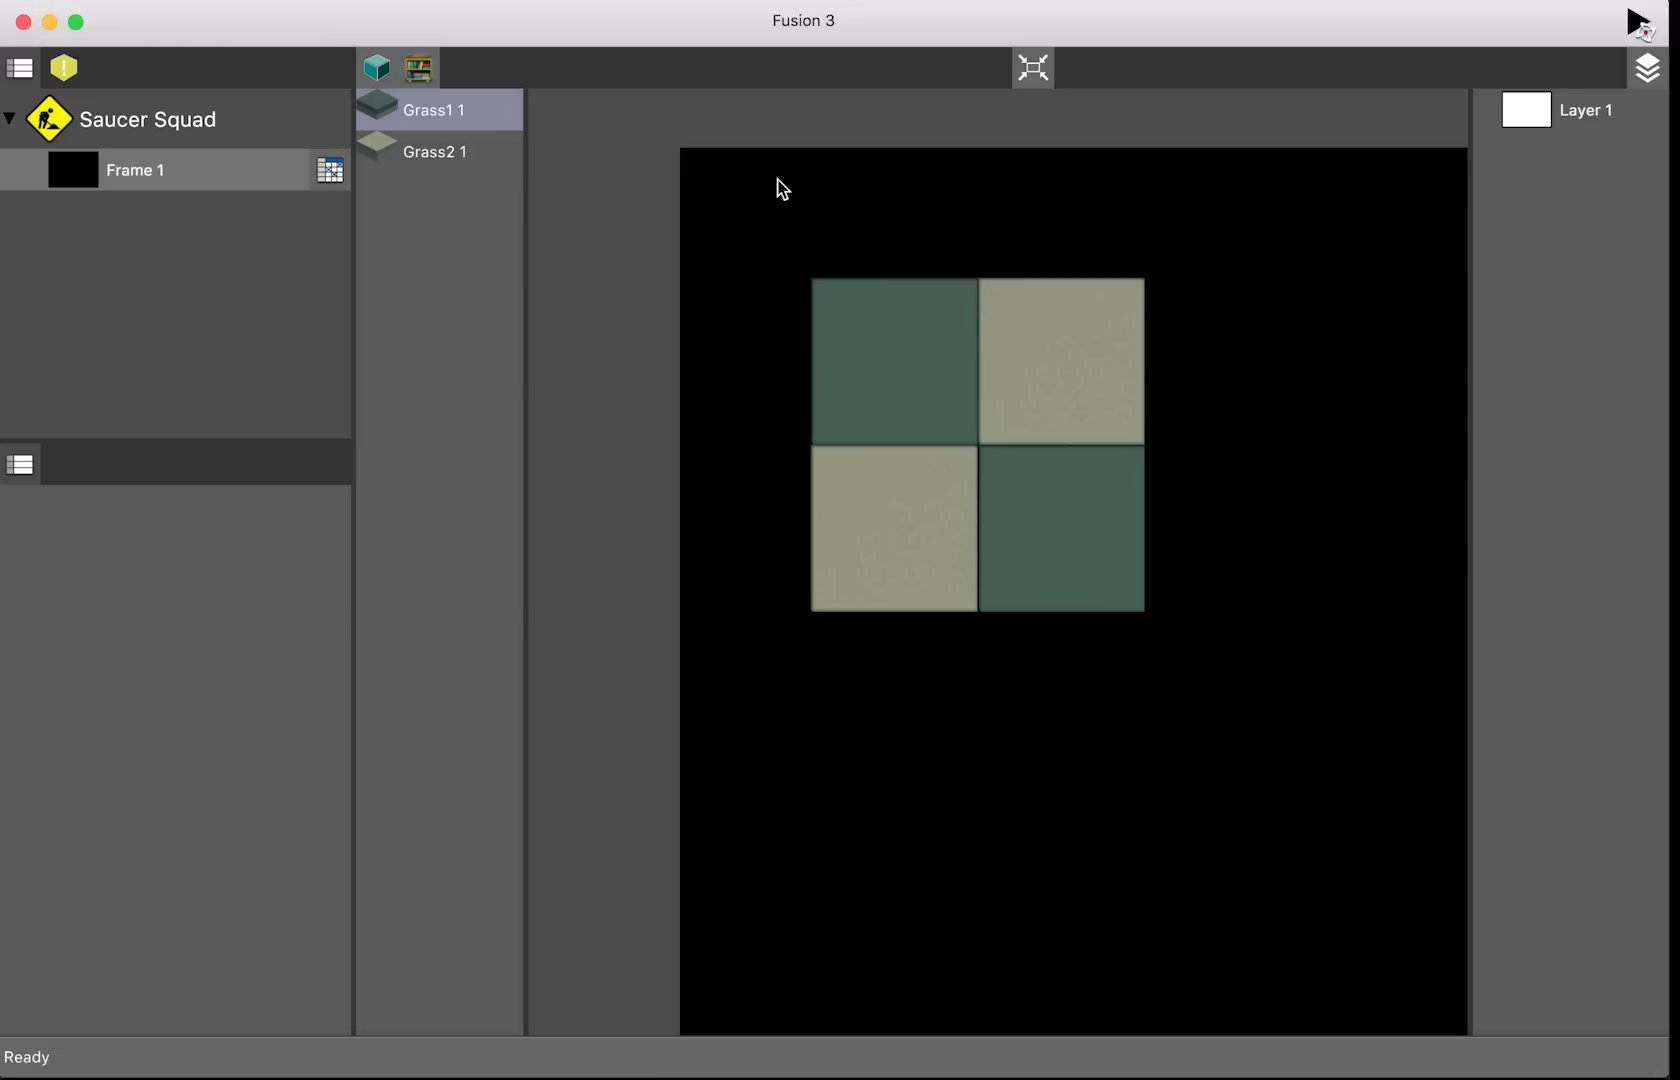 Fusion 3
Saucer Squad
Frame 1
Grass1 1
Grass2 1
Layer 1
Ready